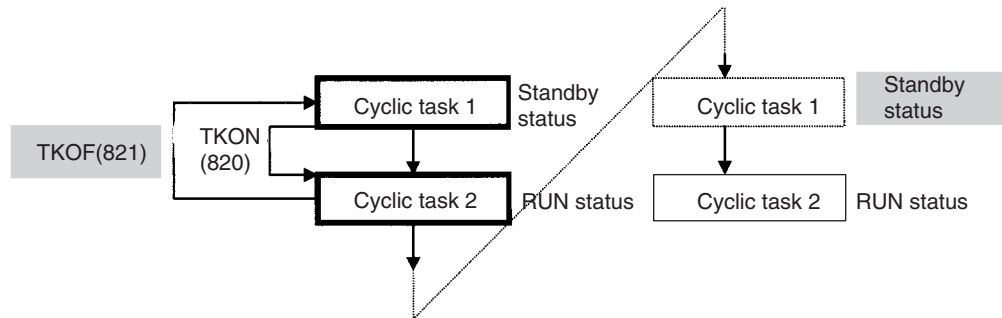 Cyclic task 1
Standby
status
TKOF(821)
TKON
(820)
Cyclic task 2
RUN status
Cyclic task 1
Standby
status
Cyclic task 2
RUN status